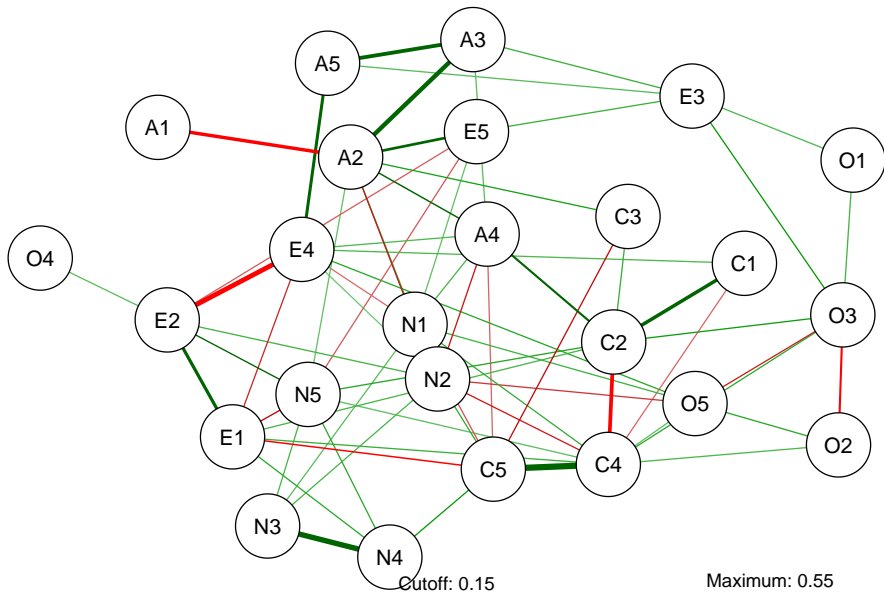 A3
A5
E3
A1
E5
A2
O1
C3
A4
E4
O4
C1
E2
N1
O3
C2
N2
N5
O5
E1
O2
C5
C4
N3
N4
Cutoff: 0.15
Maximum: 0.55